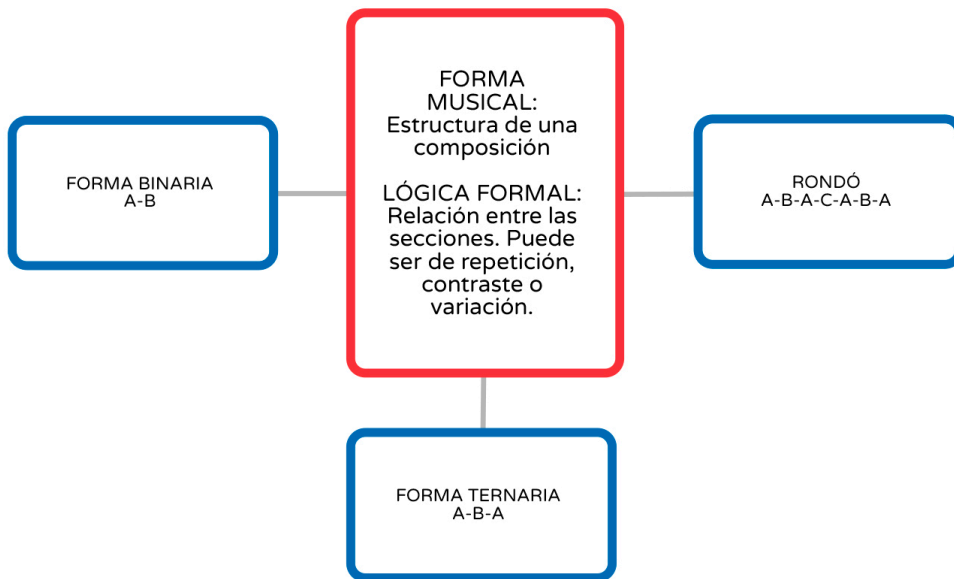 FORMA
MUSICAL:
Estructura de una
composición
LÓGICA FORMAL:
Relación entre las
secciones. Puede
ser de repetición,
contraste o
variación.
FORMA BINARIA
A-B
RONDÓ
A-B-A-C-A-B-A
FORMA TERNARIA
A-B-A